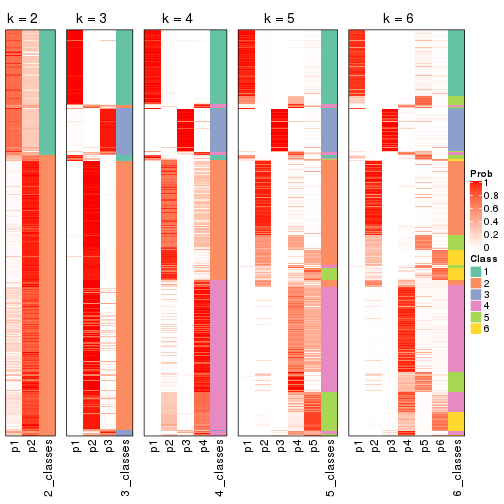 k = 2
k = 3
k = 4
k = 5
k = 6
p1
p2
2_classes
p1
p2
p3
3_classes
p1
p2
p3
p4
4_classes
p1
p2
p3
p4
p5
5_classes
p1
p2
p3
p4
p5
p6
6_classes
Prob
1
0.8
0.6
0.4
0.2
0
Class
1
2
3
4
5
6